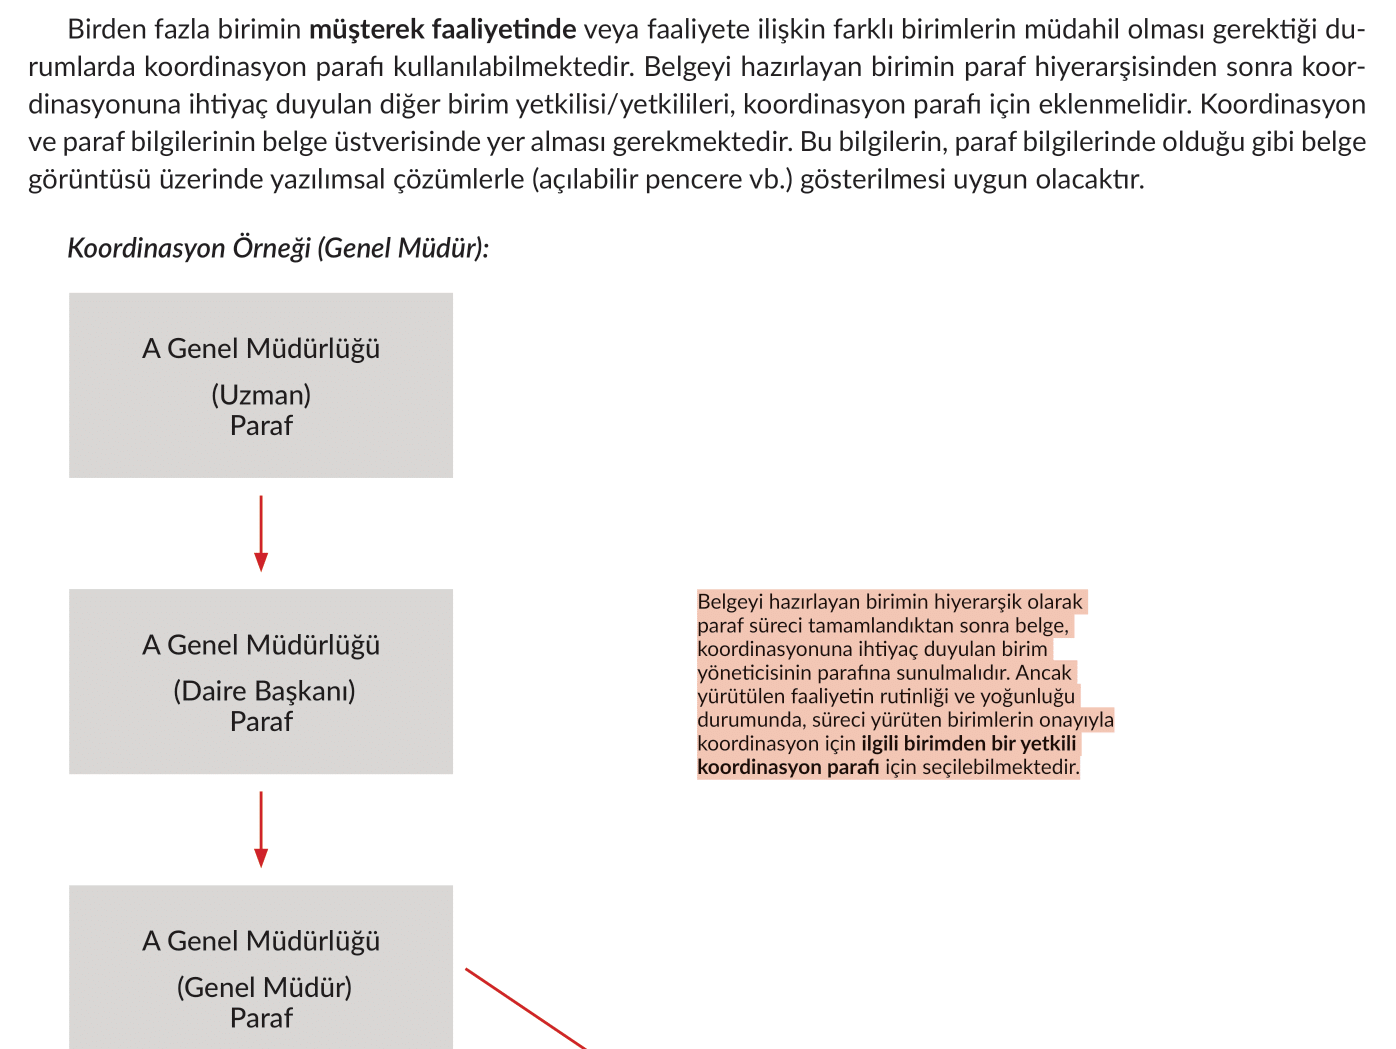 Birden fazla birimin müşterek faaliyetinde veya faaliyete ilişkin farklı birimlerin müdahil olması gerektiği du-
rumlarda koordinasyon parafı kullanılabilmektedir. Belgeyi hazırlayan birimin paraf hiyerarşisinden sonra koor-
dinasyonuna ihtiyaç duyulan diğer birim yetkilisi/yetkilileri, koordinasyon parafı için eklenmelidir. Koordinasyon
ve paraf bilgilerinin belge üstverisinde yer alması gerekmektedir. Bu bilgilerin, paraf bilgilerinde olduğu gibi belge
görüntüsü üzerinde yazılımsal çözümlerle (açılabilir pencere vb.) gösterilmesi uygun olacaktır.
Koordinasyon Örneği (Genel Müdür):
A Genel Müdürlüğü
(Uzman)
Paraf
A Genel Müdürlüğü
(Daire Başkanı)
Paraf
Belgeyi hazırlayan birimin hiyerarşik olarak
paraf süreci tamamlandıktan sonra belge,
koordinasyonuna ihtiyaç duyulan birim
yöneticisinin parafına sunulmalıdır. Ancak
yürütülen faaliyetin rutinliği ve yoğunluğu
durumunda, süreci yürüten birimlerin onayıyla
koordinasyon için ilgili birimden bir yetkili
koordinasyon parafı için seçilebilmektedir.
A Genel Müdürlüğü
(Genel Müdür)
Paraf